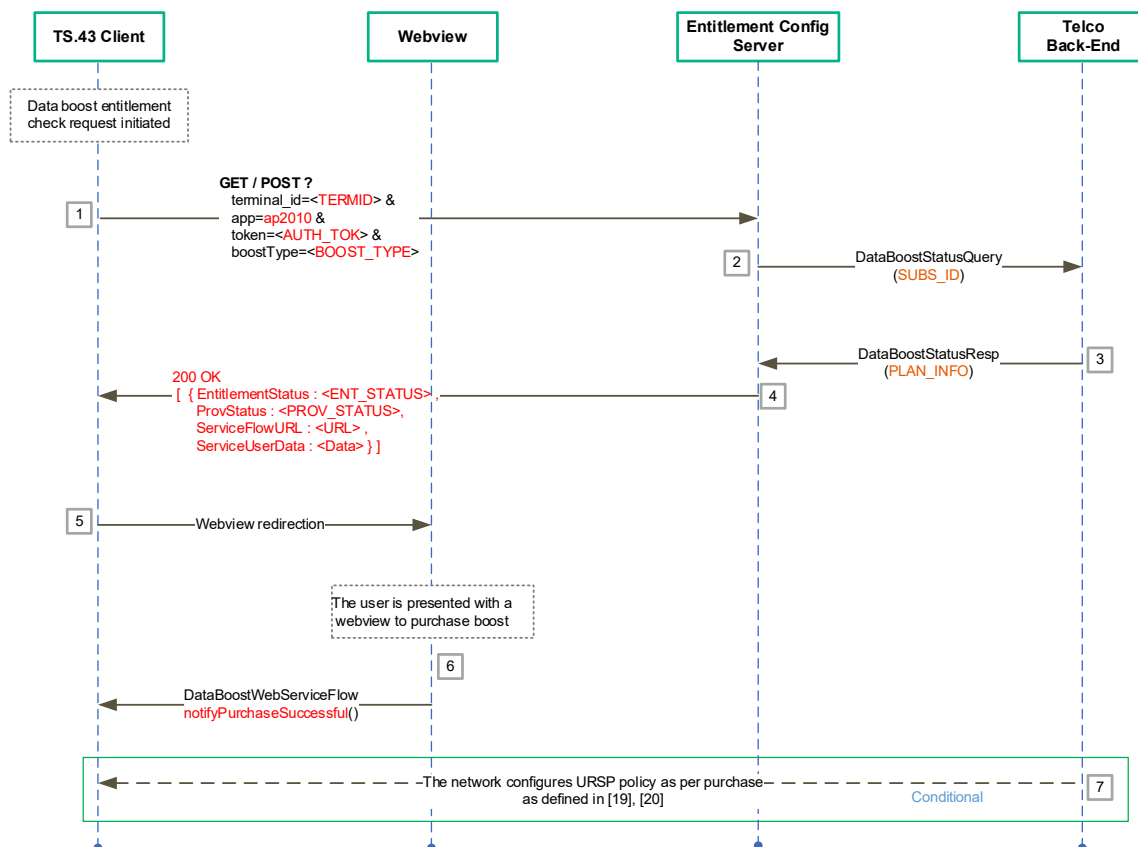 TS.43 Client
Webview
Entitlement Config
Server
Telco
Back-End
Data boost entitlement
check request initiated
GET / POST ?
terminal_id=<TERMID> &
app=ap2010 &
token=<AUTH_TOK> &
boostType=<BOOST_TYPE>
1
2
DataBoostStatusQuery
(SUBS_ID)
DataBoostStatusResp
(PLAN_INFO)
3
200 OK
[ { EntitlementStatus : <ENT_STATUS> ,
ProvStatus : <PROV_STATUS>,
ServiceFlowURL : <URL> ,
ServiceUserData : <Data> } ]
4
5
Webview redirection
The user is presented with a
webview to purchase boost
6
DataBoostWebServiceFlow
notifyPurchaseSuccessful()
The network configures URSP policy as per purchase
as defined in [19], [20]
Conditional
7